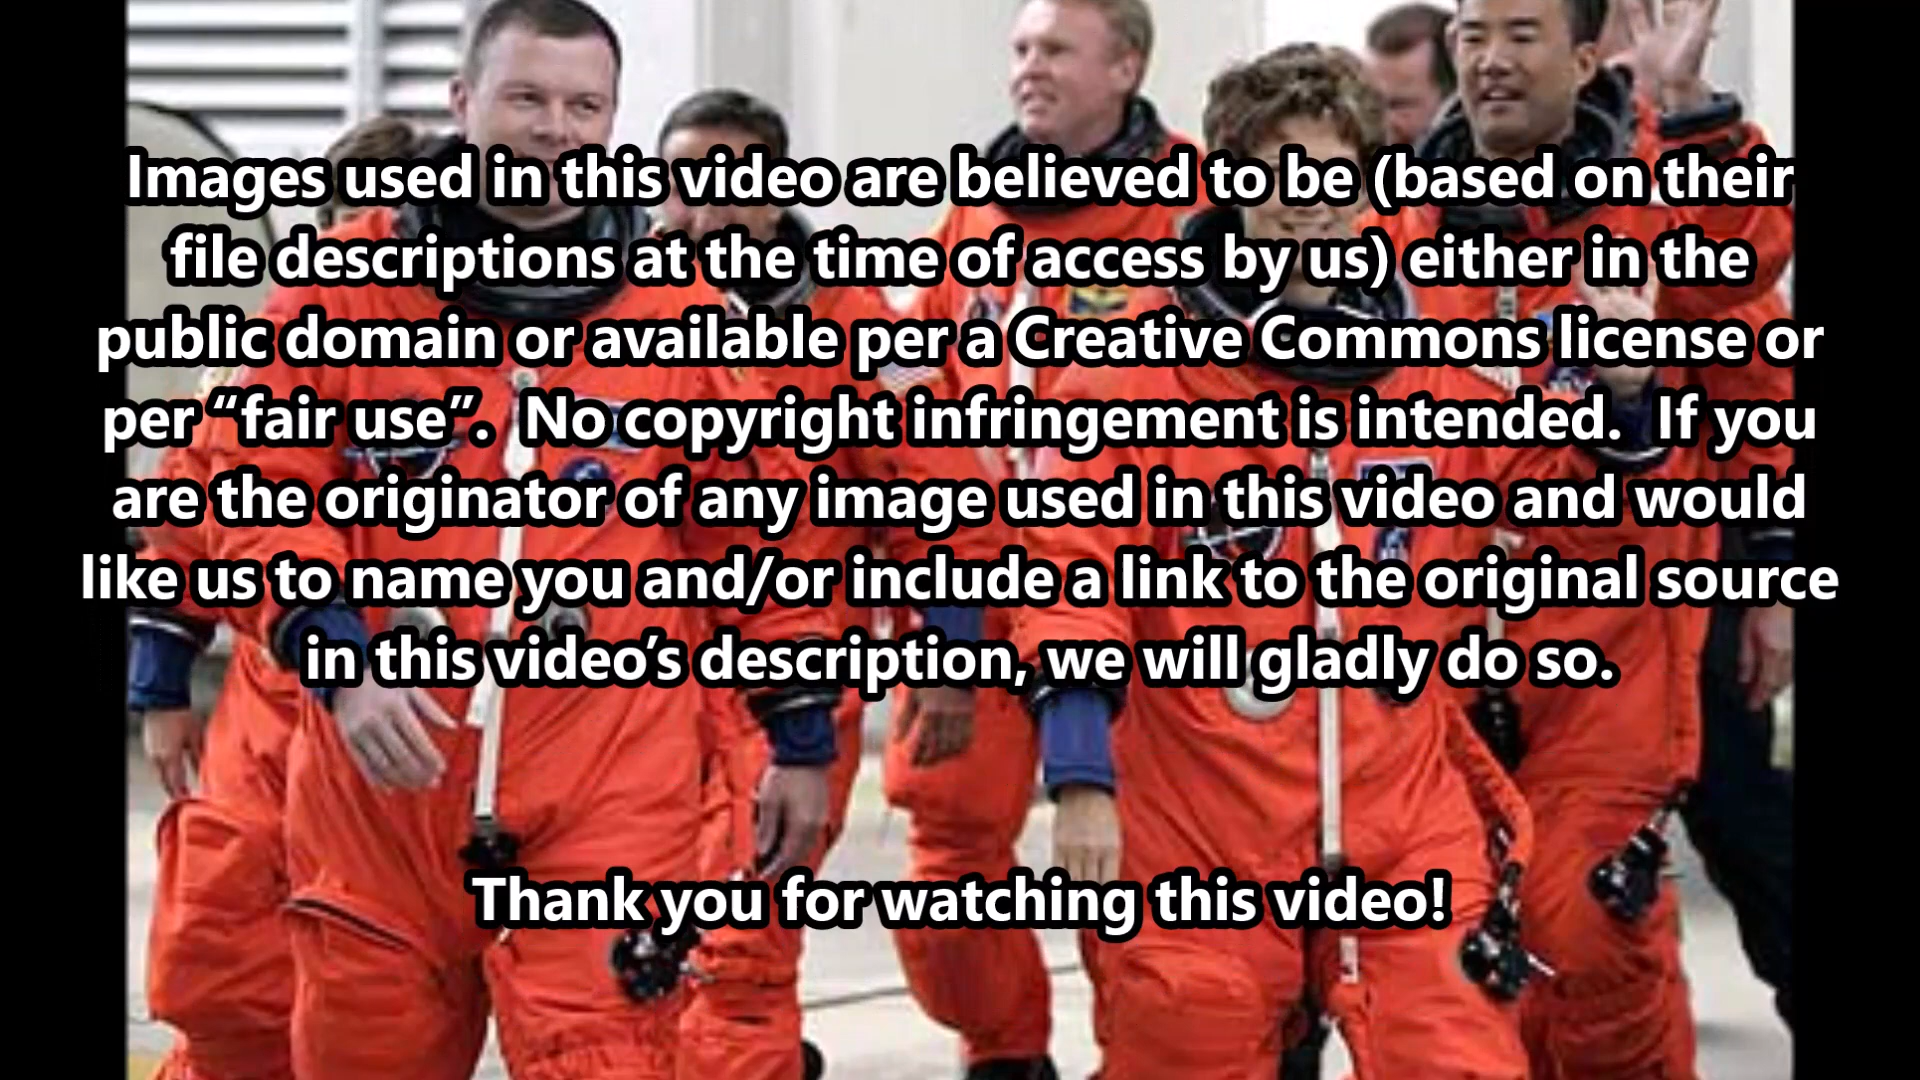 Images used in this video are believed to be (based on their
file descriptions at the time of access by us) either in the
public domain or available per a Creative Commons license or
per “fair use”.  No copyright infringement is intended.  If you
are the originator of any image used in this video and would
like us to name you and/or include a link to the original source
in this video’s description, we will gladly do so.
Thank you for watching this video!